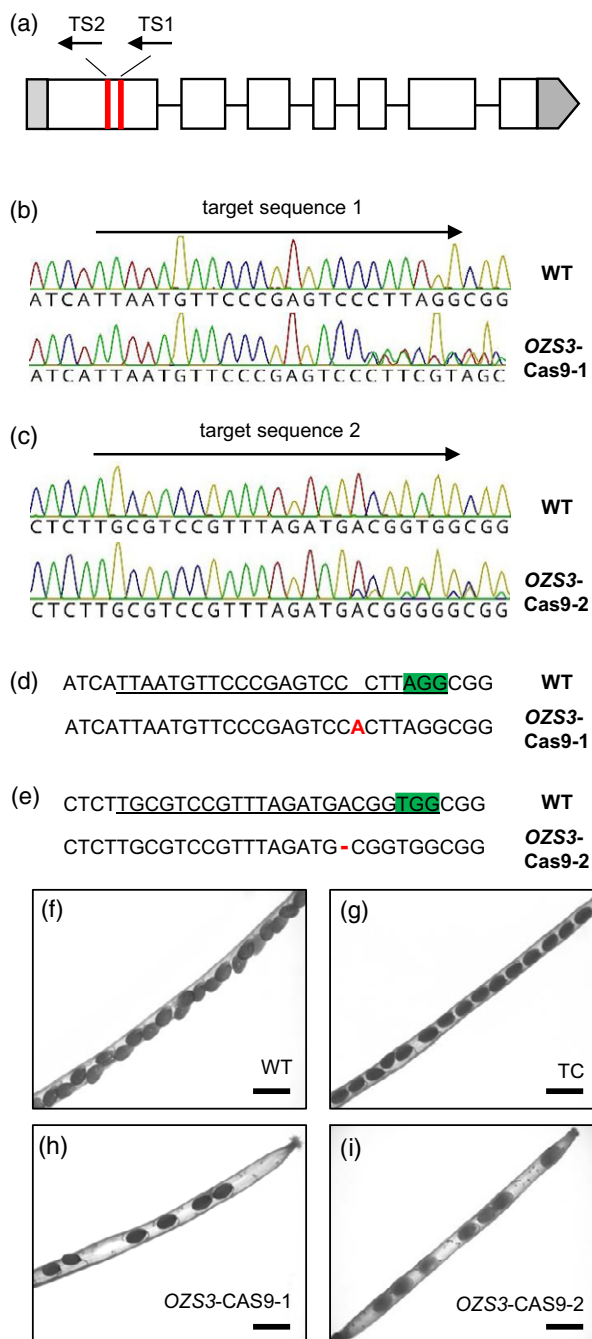 (a)
TS2 TS1
(b)
target sequence 1
WT
ATCATTAATGTTCCCGAGTCCCTTAGGCGG
OZS3-
Cas9-1
ATCATTAATGTTCCCGAGTCCCTTCGTAGC
(c)
target sequence 2
WT
CTCTTGCGTCCGTTTAGATGACGGTGGCGG
OZS3-
Cas9-2
CTCTTGCGTCCGTTTAGATGACGGGGGCGG
(d)
ATCATTAATGTTCCCGAGTCC CTTAGGCGG WT
ATCATTAATGTTCCCGAGTCCACTTAGGCGG OZS3-
Cas9-1
(e)
CTCTTGCGTCCGTTTAGATGACGGTGGCGG WT
CTCTTGCGTCCGTTTAGATG-CGGTGGCGG OZS3-
Cas9-2
(f)
WT
(g)
TC
(h)
OZS3-CAS9-1
(i)
OZS3-CAS9-2